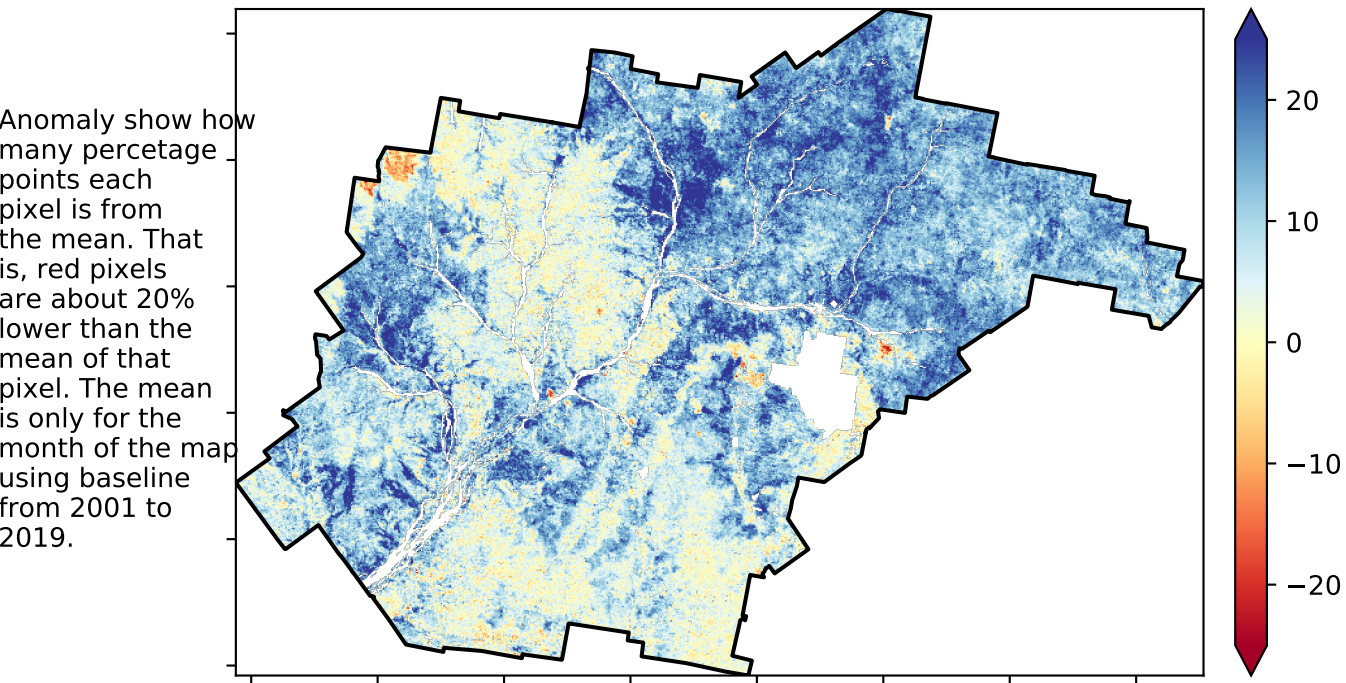 Anomaly show how
many percetage
points each
pixel is from
the mean. That
is, red pixels
are about 20%
lower than the
mean of that
pixel. The mean
is only for the
month of the map
using baseline
from 2001 to
2019.
20
10
0
−10
−20